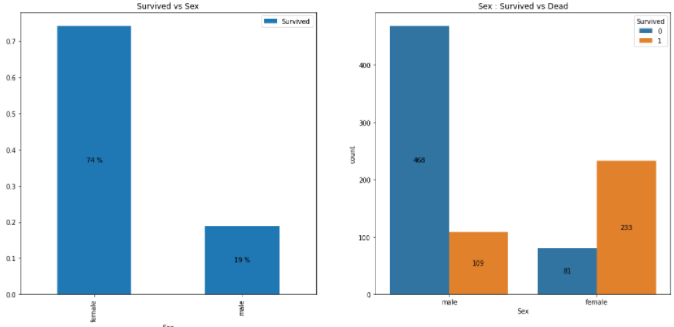 Survived vs Sex
Survived
0.7
0.6
0.5
0.4
0.3
0.2
0.1
0.0
74 %
19 %
female
male
Sex
Sex : Survived vs Dead
Survived
0
1
count
400
300
200
100
0
468
109
81
233
male
female
Sex